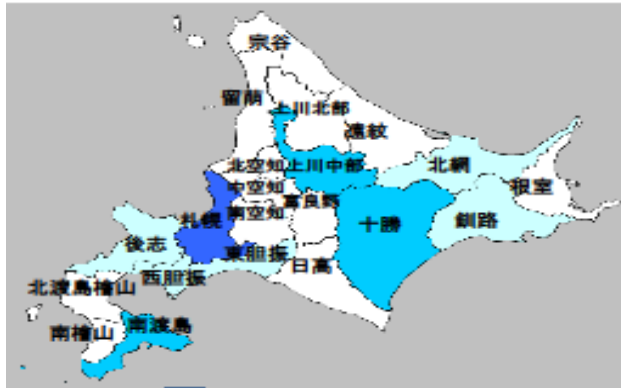 宗谷
留萌
上川北部
遠紋
北空知
上川中部
北網
中空知
根室
札幌
南空知
富良野
十勝
釧路
後志
東胆振
日高
西胆振
北渡島檜山
南檜山
南渡島